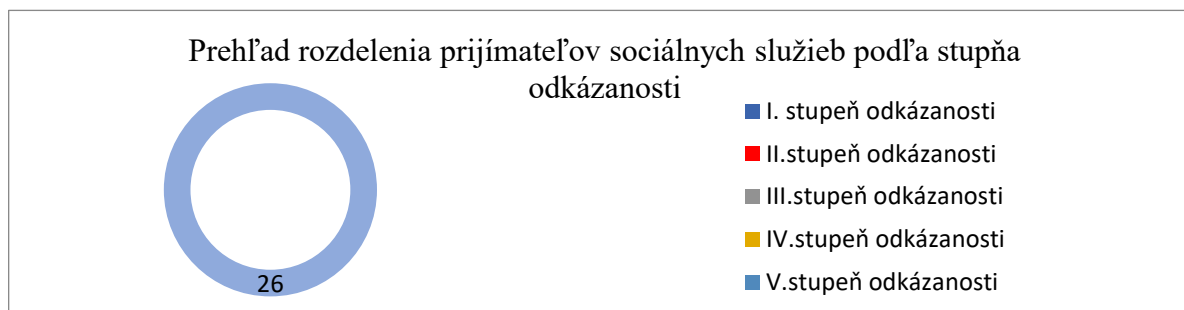 Prehľad rozdelenia prijímateľov sociálnych služieb podľa stupňa
odkázanosti
I. stupeň odkázanosti
II.stupeň odkázanosti
III.stupeň odkázanosti
IV.stupeň odkázanosti
V.stupeň odkázanosti
26